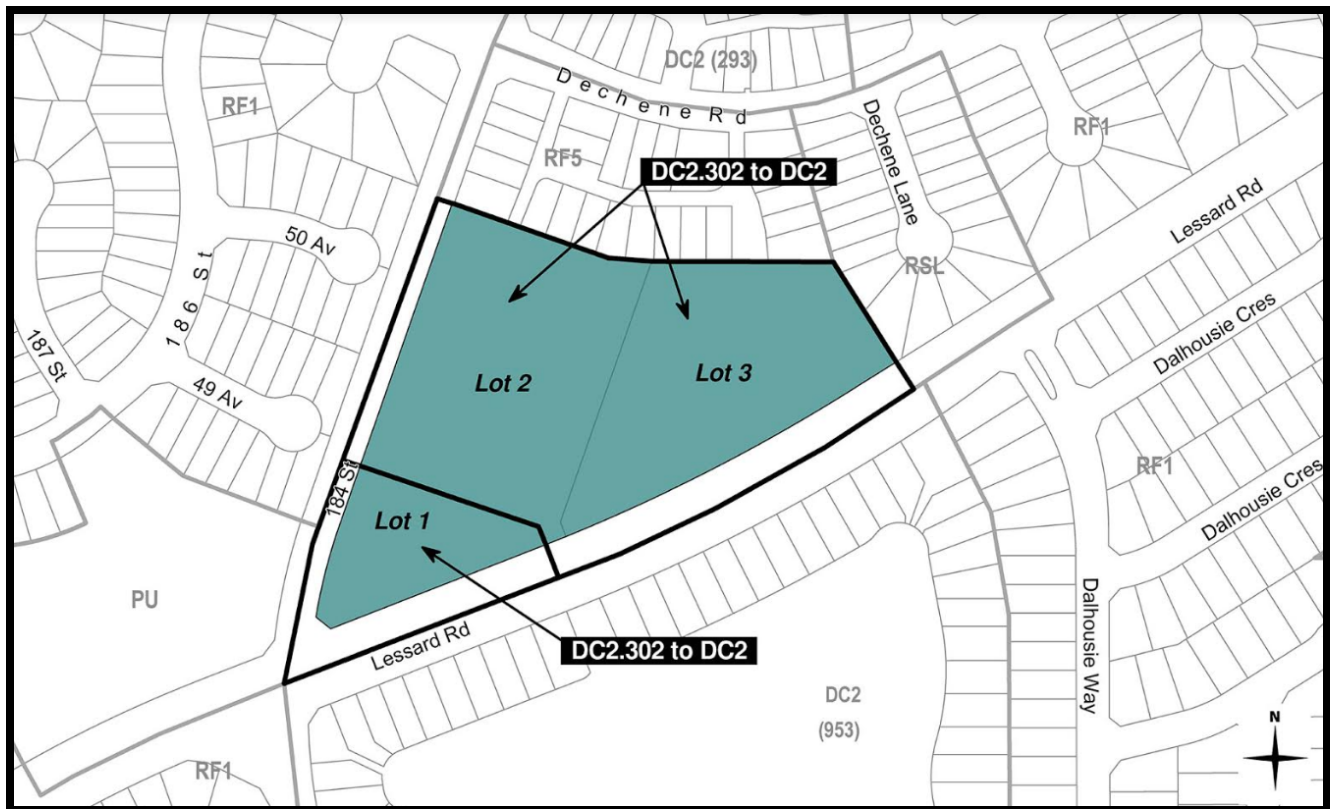 DC2 (293)
Dechene Rd
RF1
RF5
Dechene Lane
RF1
DC2.302 to DC2
Lessard Rd
50 Av
186 St
RSL
Dalhousie Cres
187 St
49 Av
Lot 2
Lot 3
RF1
184 St
Lot 1
Dalhousie Cres
PU
Lessard Rd
DC2.302 to DC2
Dalhousie Way
DC2
(953)
N
RF1